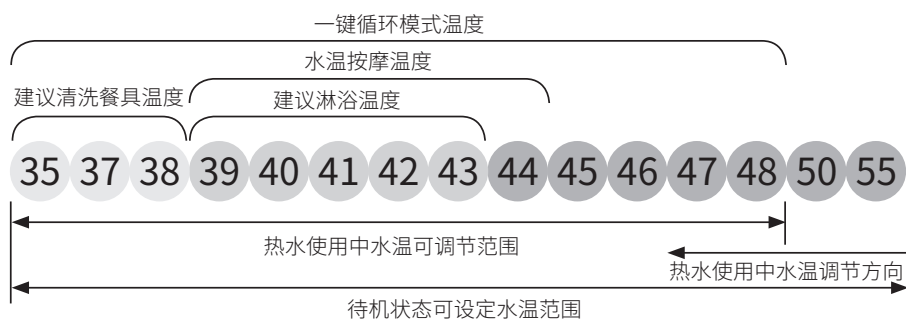 一键循环模式温度
水温按摩温度
建议清洗餐具温度
建议淋浴温度
35 37 38 39 40 41 42 43 44 45 46 47 48 50 55
热水使用中水温可调节范围
热水使用中水温调节方向
待机状态可设定水温范围